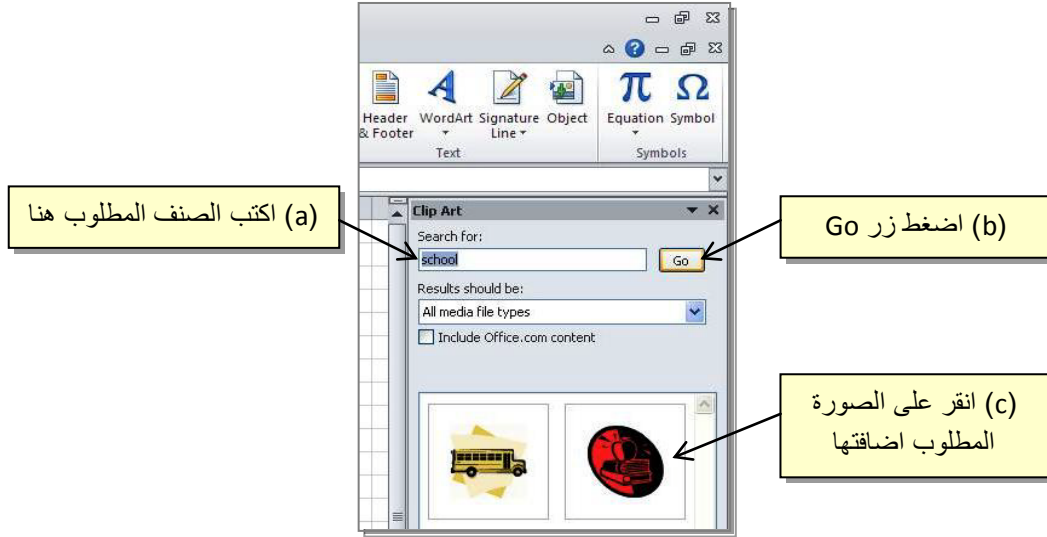 Header & Footer
WordArt
Signature Line
Object
Equation
Symbol
Text
Symbols
Clip Art
(a) اكتب الصنف المطلوب هنا
Search for:
school
Go
(b) اضغط زر Go
Results should be:
All media file types
Include Office.com content
(c) انقر على الصورة
المطلوب اضافتها